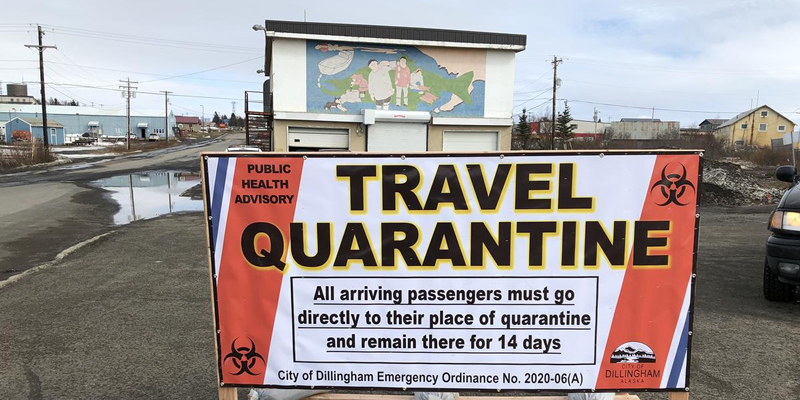 PUBLIC
HEALTH
ADVISORY
TRAVEL
QUARANTINE
All arriving passengers must go
directly to their place of quarantine
and remain there for 14 days
City of Dillingham Emergency Ordinance No. 2020-06(A)
CITY OF
DILLINGHAM
ALASKA